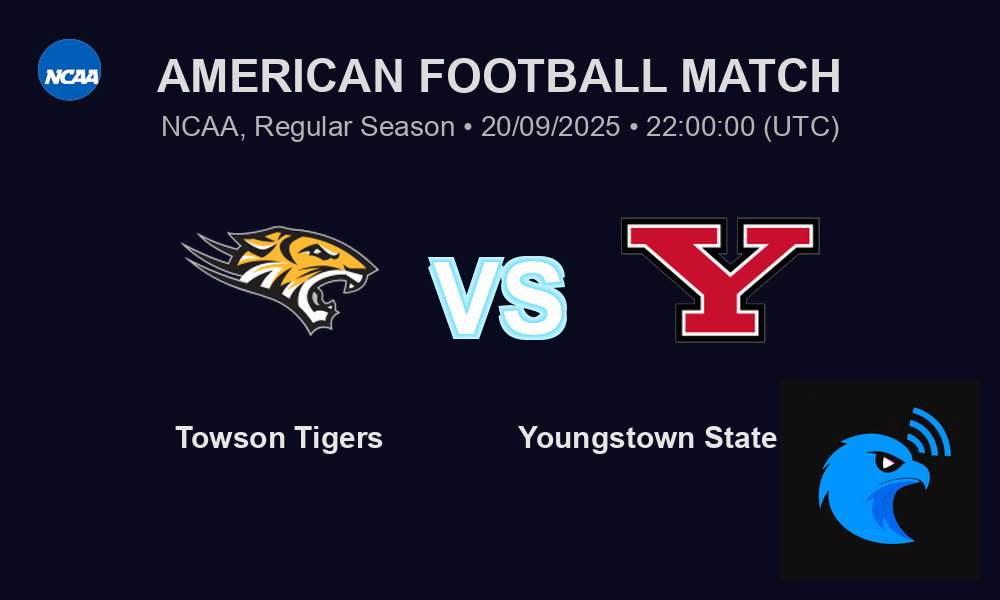 NCAA
AMERICAN FOOTBALL MATCH
NCAA, Regular Season • 20/09/2025 • 22:00:00 (UTC)
VS
Y
Towson Tigers
Youngstown State